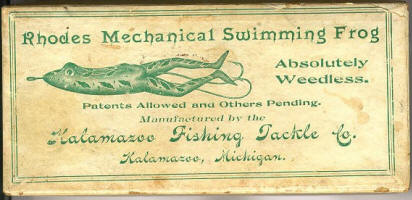 Rhodes Mechanical Swimming Frog
Absolutely
Weedless.
Patents Allowed and Others Pending.
Manufactured by the
Kalamazoo Fishing Tackle Co.
Kalamazoo, Michigan.